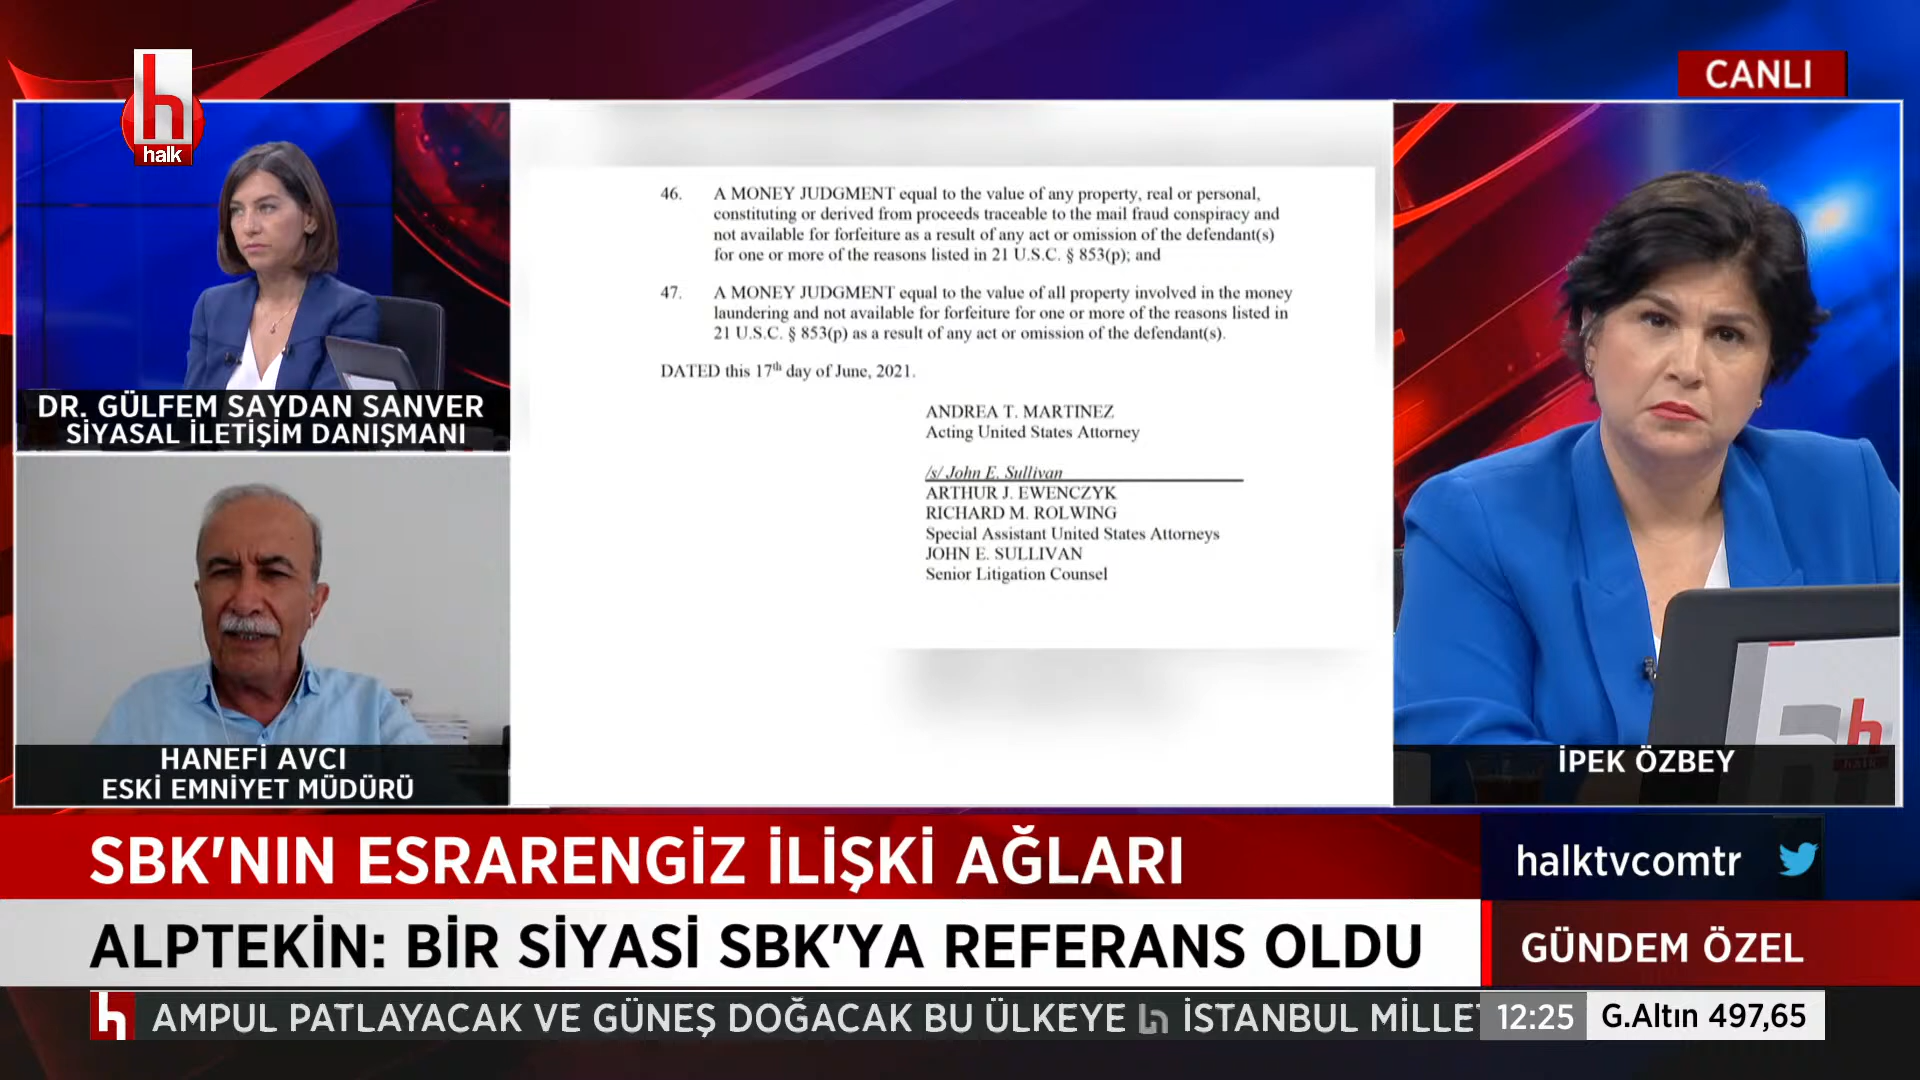 h
halk
CANLI
DR. GÜLFEM SAYDAN SANVER
SİYASAL İLETİŞİM DANIŞMANI
HANEFİ AVCI
ESKİ EMNİYET MÜDÜRÜ
46. A MONEY JUDGMENT equal to the value of any property, real or personal,
constituting or derived from proceeds traceable to the mail fraud conspiracy and
not available for forfeiture as a result of any act or omission of the defendant(s)
for one or more of the reasons listed in 21 U.S.C. § 853(p); and
47. A MONEY JUDGMENT equal to the value of all property involved in the money
laundering and not available for forfeiture for one or more of the reasons listed in
21 U.S.C. § 853(p) as a result of any act or omission of the defendant(s).
DATED this 17th day of June, 2021.
ANDREA T. MARTINEZ
Acting United States Attorney
/s/ John E. Sullivan
ARTHUR J. EWENCZYK
RICHARD M. ROLWING
Special Assistant United States Attorneys
JOHN E. SULLIVAN
Senior Litigation Counsel
h
halk
İPEK ÖZBEY
SBK'NIN ESRARENGİZ İLİŞKİ AĞLARI
halktvcomtr
ALPTEKİN: BİR SİYASİ SBK'YA REFERANS OLDU
GÜNDEM ÖZEL
h AMPUL PATLAYACAK VE GÜNEŞ DOĞACAK BU ÜLKEYE h İSTANBUL MİLLET
12:25
G.Altın 497,65